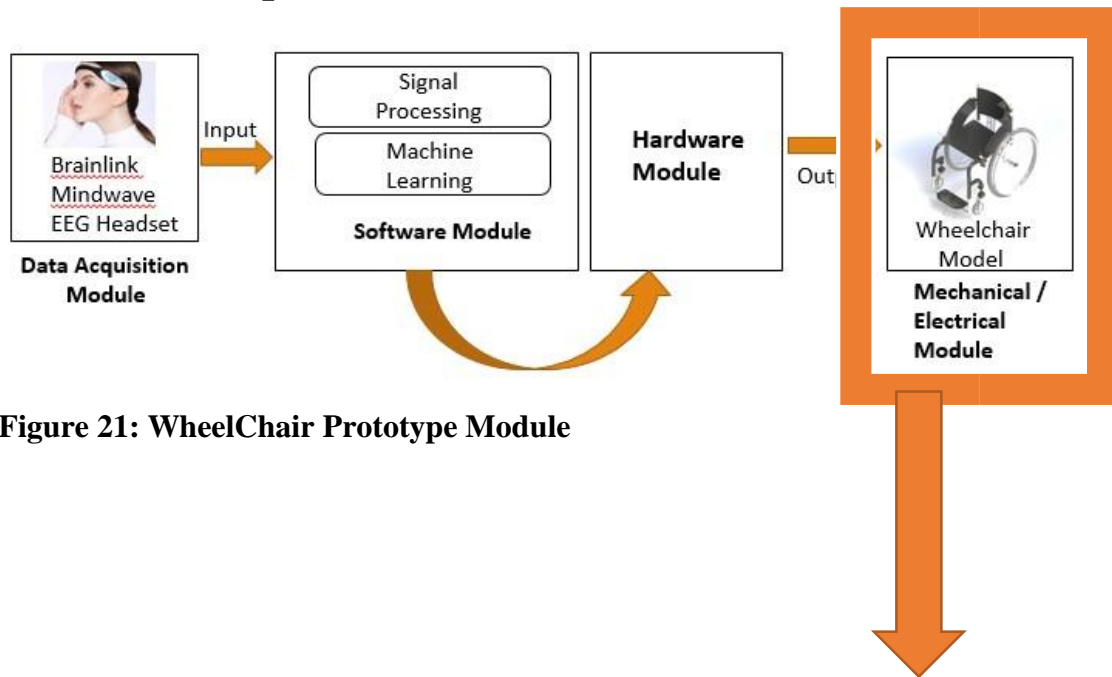 Input
Brainlink
Mindwave
EEG Headset
Data Acquisition
Module
Signal
Processing
Machine
Learning
Software Module
Hardware
Module
Wheelchair
Model
Mechanical /
Electrical
Module
Figure 21: WheelChair Prototype Module